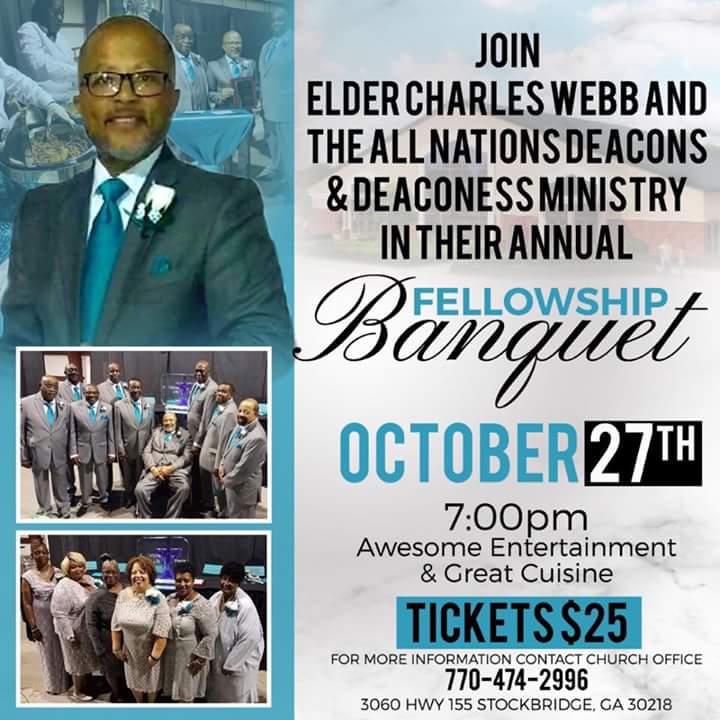 JOIN
ELDER CHARLES WEBB AND
THE ALL NATIONS DEACONS
& DEACONESS MINISTRY
IN THEIR ANNUAL
FELLOWSHIP
Banquet
OCTOBER 27TH
7:00pm
Awesome Entertainment
& Great Cuisine
TICKETS $25
FOR MORE INFORMATION CONTACT CHURCH OFFICE
770-474-2996
3060 HWY 155 STOCKBRIDGE, GA 30218